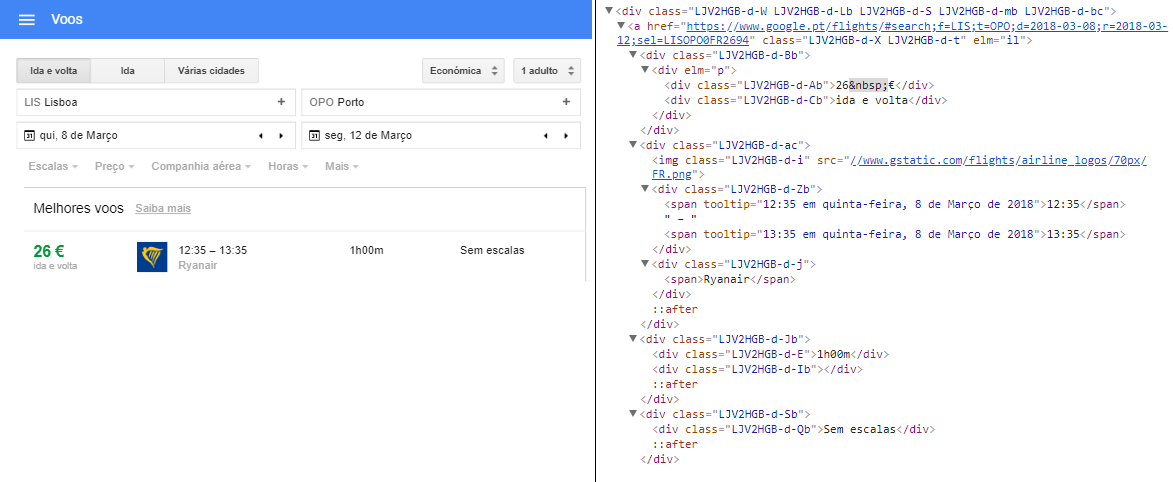 Voos
Ida e volta Ida Várias cidades Económica 1 adulto
LIS Lisboa + OPO Porto +
31 qui, 8 de Março 31 seg, 12 de Março
Escalas Preço Companhia aérea Horas Mais
Melhores voos Saiba mais
26 € 12:35 – 13:35 1h00m Sem escalas
ida e volta Ryanair
<div class="LJV2HGB-d-W LJV2HGB-d-Lb LJV2HGB-d-S LJV2HGB-d-mb LJV2HGB-d-bc">
<a href="https://www.google.pt/flights/#search;f=LIS;t=OPO;d=2018-03-08;r=2018-03-
12;sel=LISOPO0FR2694" class="LJV2HGB-d-X LJV2HGB-d-t" elm="il">
<div class="LJV2HGB-d-Bb">
<div elm="p">
<div class="LJV2HGB-d-Ab">26&nbsp;€</div>
<div class="LJV2HGB-d-Cb">ida e volta</div>
</div>
</div>
<div class="LJV2HGB-d-ac">
<img class="LJV2HGB-d-i" src="//www.gstatic.com/flights/airline_logos/70px/
FR.png">
<div class="LJV2HGB-d-Zb">
<span tooltip="12:35 em quinta-feira, 8 de Março de 2018">12:35</span>
" – "
<span tooltip="13:35 em quinta-feira, 8 de Março de 2018">13:35</span>
</div>
<div class="LJV2HGB-d-j">
<span>Ryanair</span>
</div>
::after
</div>
<div class="LJV2HGB-d-Jb">
<div class="LJV2HGB-d-E">1h00m</div>
<div class="LJV2HGB-d-Ib"></div>
::after
</div>
<div class="LJV2HGB-d-Sb">
<div class="LJV2HGB-d-Qb">Sem escalas</div>
::after
</div>